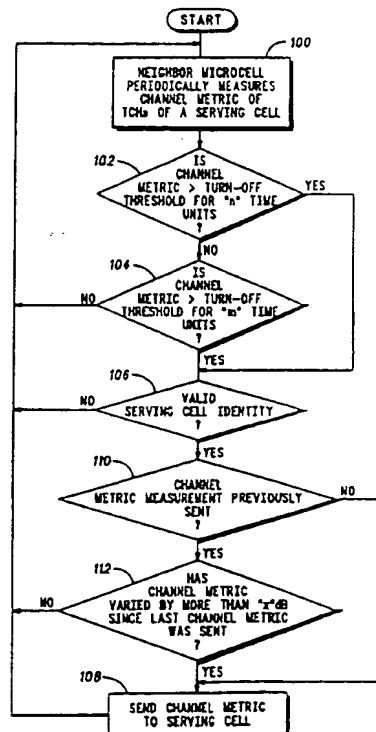 START
100
NEIGHBOR MICROCELL
PERIODICALLY MEASURES
CHANNEL METRIC OF
TCHs OF A SERVING CELL
102
IS
CHANNEL
METRIC > TURN-OFF
THRESHOLD FOR "n" TIME
UNITS
?
YES
NO
104
IS
CHANNEL
METRIC > TURN-OFF
THRESHOLD FOR "m" TIME
UNITS
?
NO
YES
106
VALID
SERVING CELL IDENTITY
?
NO
YES
110
CHANNEL
METRIC MEASUREMENT PREVIOUSLY
SENT
?
NO
YES
112
HAS
CHANNEL METRIC
VARIED BY MORE THAN "x"dB
SINCE LAST CHANNEL METRIC
WAS SENT
?
NO
YES
108
SEND CHANNEL METRIC
TO SERVING CELL